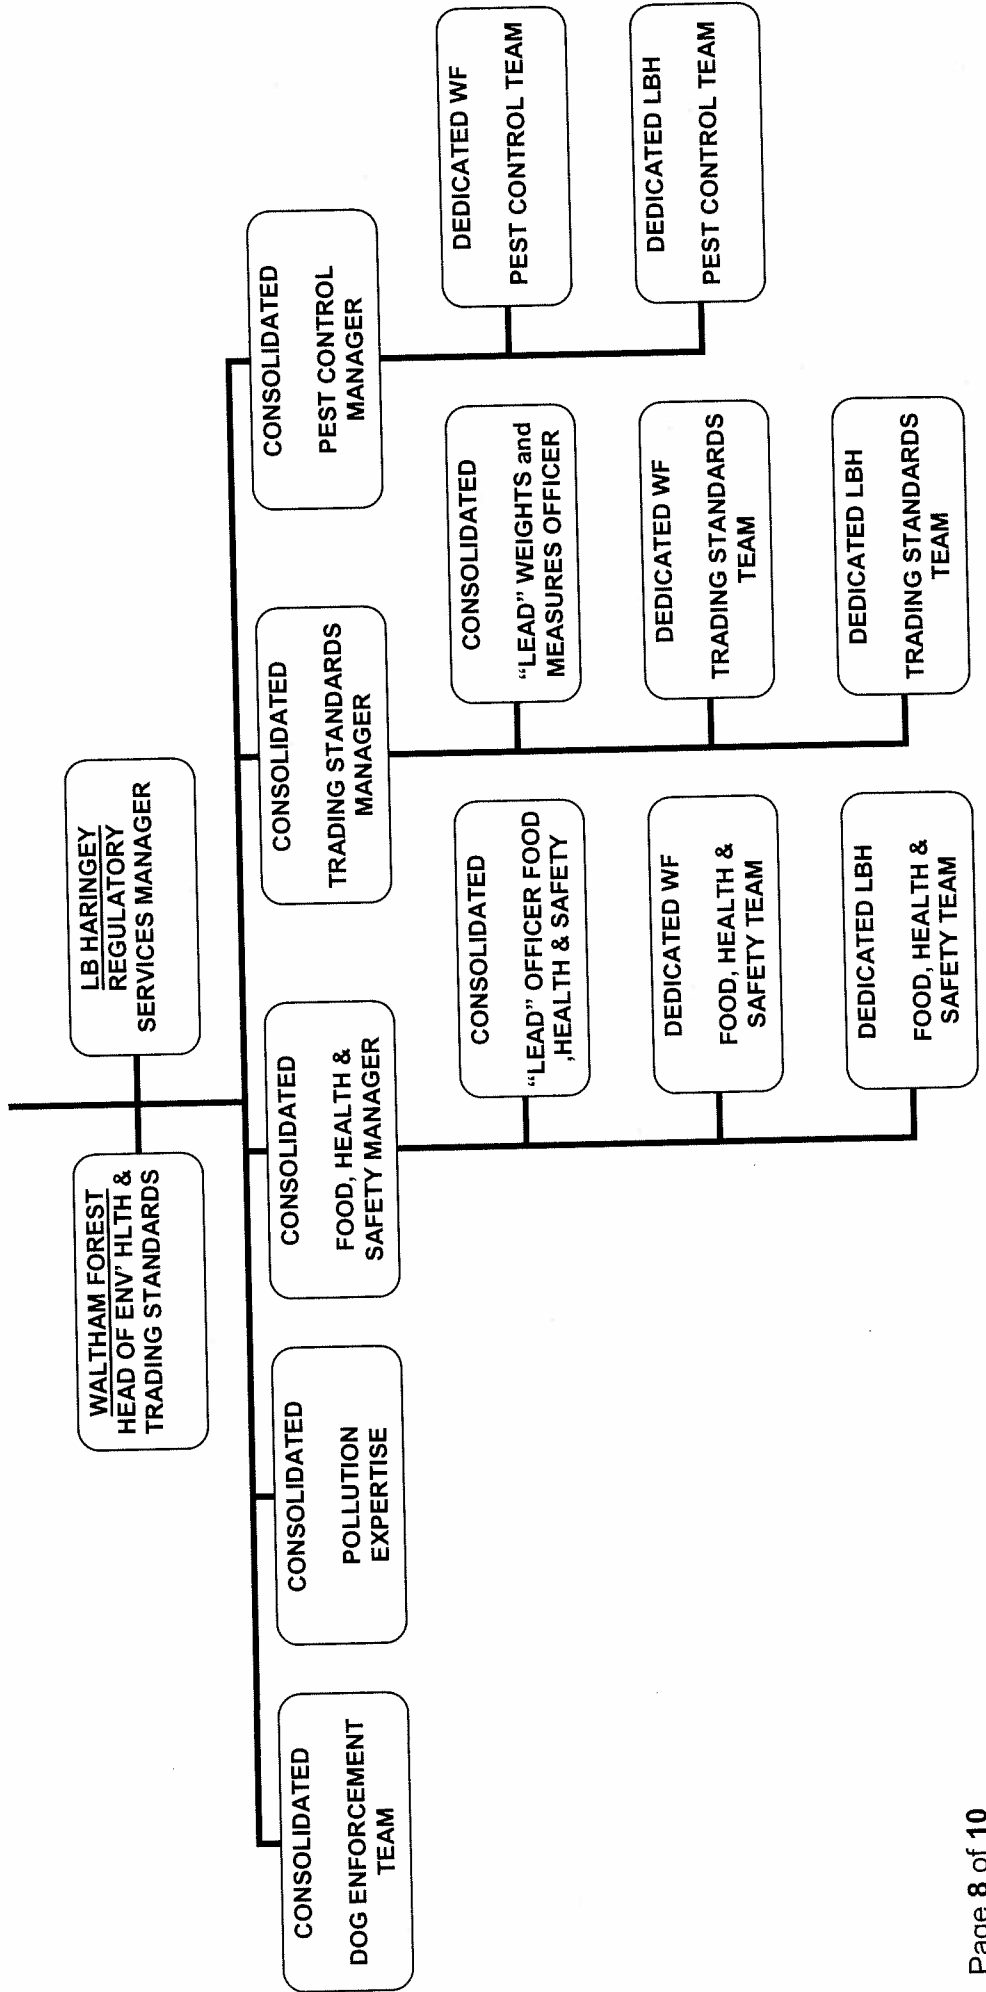 WALTHAM FOREST
HEAD OF ENV' HLTH &
TRADING STANDARDS
LB HARINGEY
REGULATORY
SERVICES MANAGER
CONSOLIDATED
DOG ENFORCEMENT
TEAM
CONSOLIDATED
POLLUTION
EXPERTISE
CONSOLIDATED
FOOD, HEALTH &
SAFETY MANAGER
CONSOLIDATED
"LEAD" OFFICER FOOD
,HEALTH & SAFETY
DEDICATED WF
FOOD, HEALTH &
SAFETY TEAM
DEDICATED LBH
FOOD, HEALTH &
SAFETY TEAM
CONSOLIDATED
TRADING STANDARDS
MANAGER
CONSOLIDATED
“LEAD” WEIGHTS and
MEASURES OFFICER
DEDICATED WF
TRADING STANDARDS
TEAM
DEDICATED LBH
TRADING STANDARDS
TEAM
CONSOLIDATED
PEST CONTROL
MANAGER
DEDICATED WF
PEST CONTROL TEAM
DEDICATED LBH
PEST CONTROL TEAM
Page 8 of 10